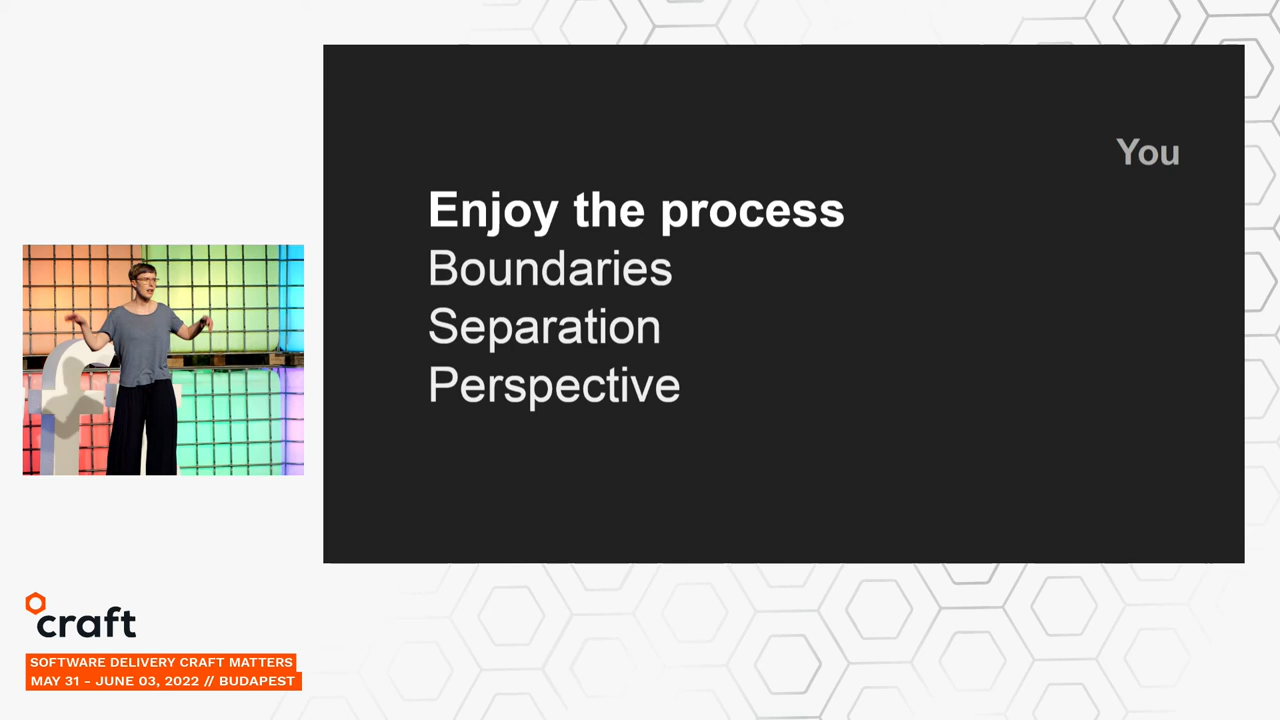 You
Enjoy the process
Boundaries
Separation
Perspective
craft
SOFTWARE DELIVERY CRAFT MATTERS
MAY 31 - JUNE 03, 2022 // BUDAPEST